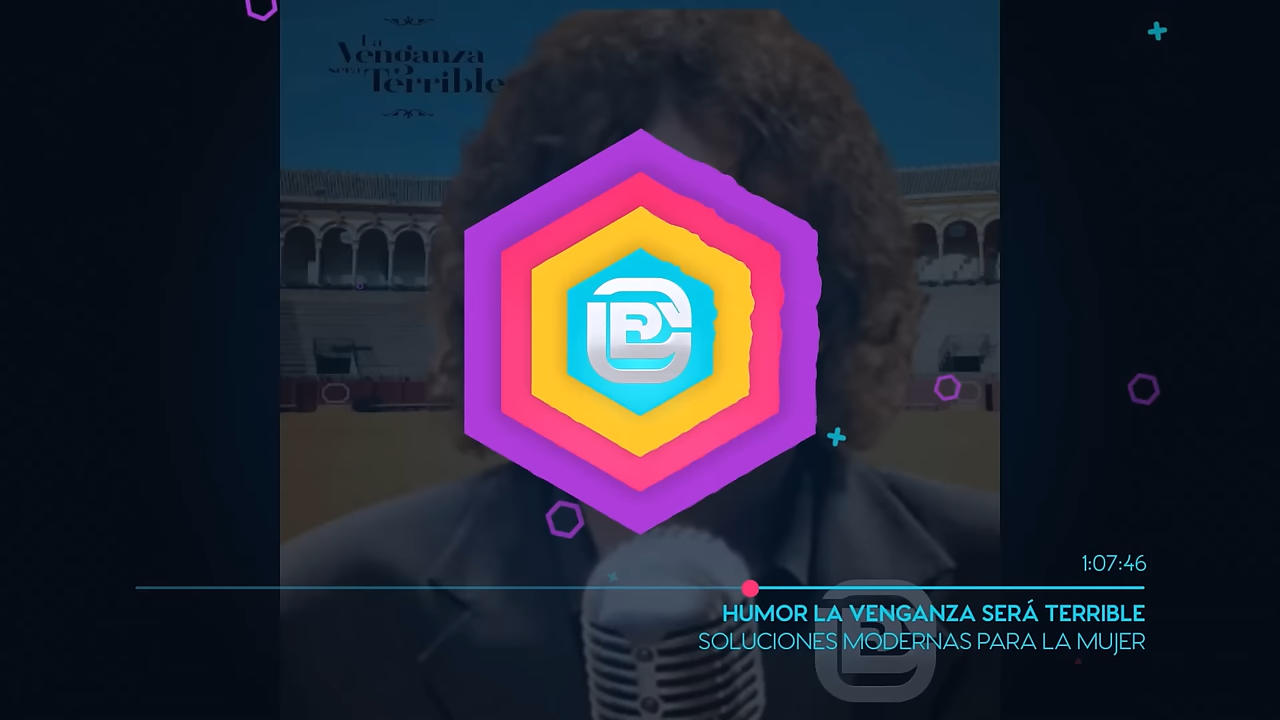 La
Venganza
será Terrible
1:07:46
HUMOR LA VENGANZA SERÁ TERRIBLE
SOLUCIONES MODERNAS PARA LA MUJER